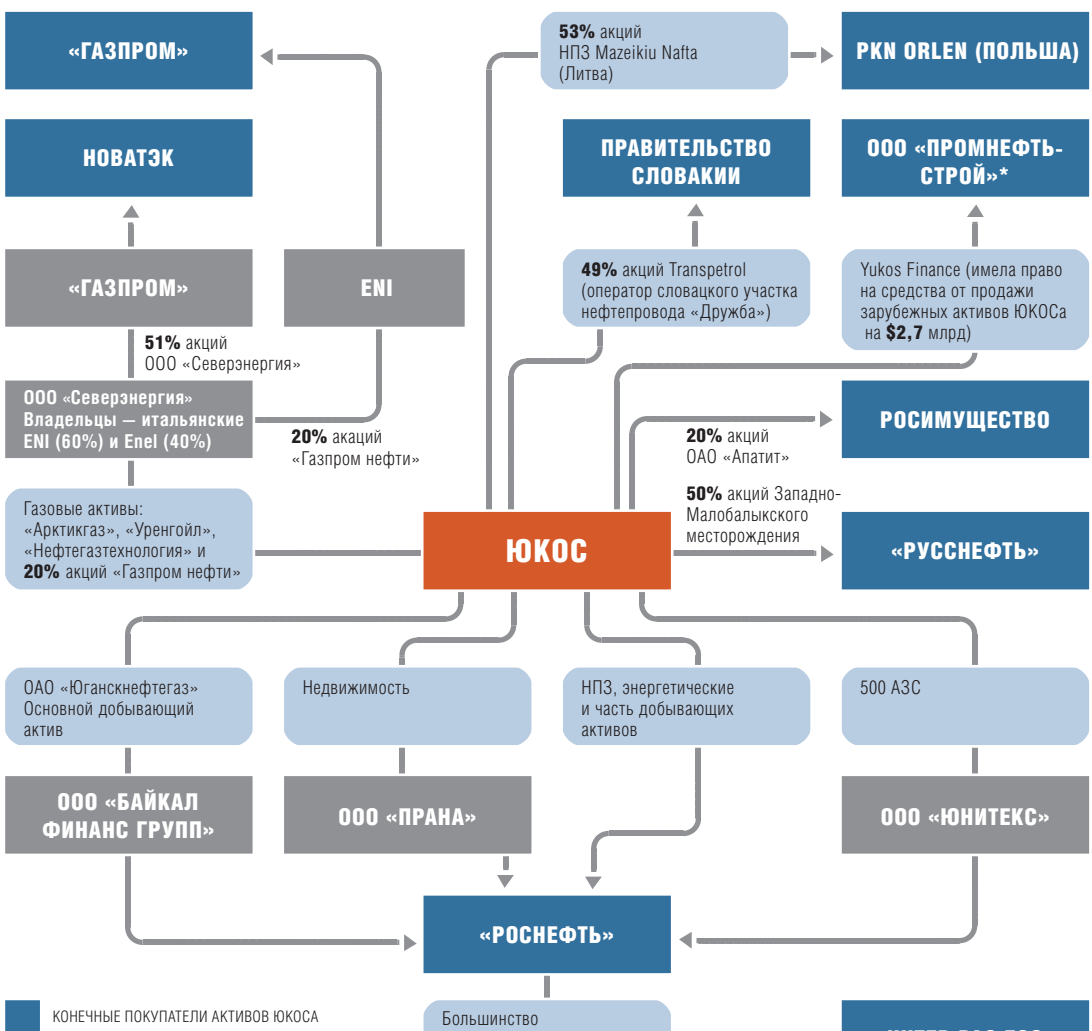 «ГАЗПРОМ»
53% акций
НПЗ Mazeikiu Nafta
(Литва)
PKN ORLEN (ПОЛЬША)
НОВАТЭК
ПРАВИТЕЛЬСТВО
СЛОВАКИИ
ООО «ПРОМНЕФТЬ-
СТРОЙ»*
«ГАЗПРОМ»
ENI
49% акций Transpetrol
(оператор словацкого участка
нефтепровода «Дружба»)
Yukos Finance (имела право
на средства от продажи
зарубежных активов ЮКОСа
на $2,7 млрд)
51% акций
ООО «Северэнергия»
ООО «Северэнергия»
Владельцы — итальянские
ENI (60%) и Enel (40%)
20% акаций
«Газпром нефти»
20% акций
ОАО «Апатит»
РОСИМУЩЕСТВО
Газовые активы:
«Арктикгаз», «Уренгойл»,
«Нефтегазтехнология» и
20% акций «Газпром нефти»
ЮКОС
50% акций Западно-
Малобалыкского
месторождения
«РУССНЕФТЬ»
ОАО «Юганскнефтегаз»
Основной добывающий
актив
Недвижимость
НПЗ, энергетические
и часть добывающих
активов
500 АЗС
ООО «БАЙКАЛ
ФИНАНС ГРУПП»
ООО «ПРАНА»
ООО «ЮНИТЕКС»
«РОСНЕФТЬ»
КОНЕЧНЫЕ ПОКУПАТЕЛИ АКТИВОВ ЮКОСА
Большинство